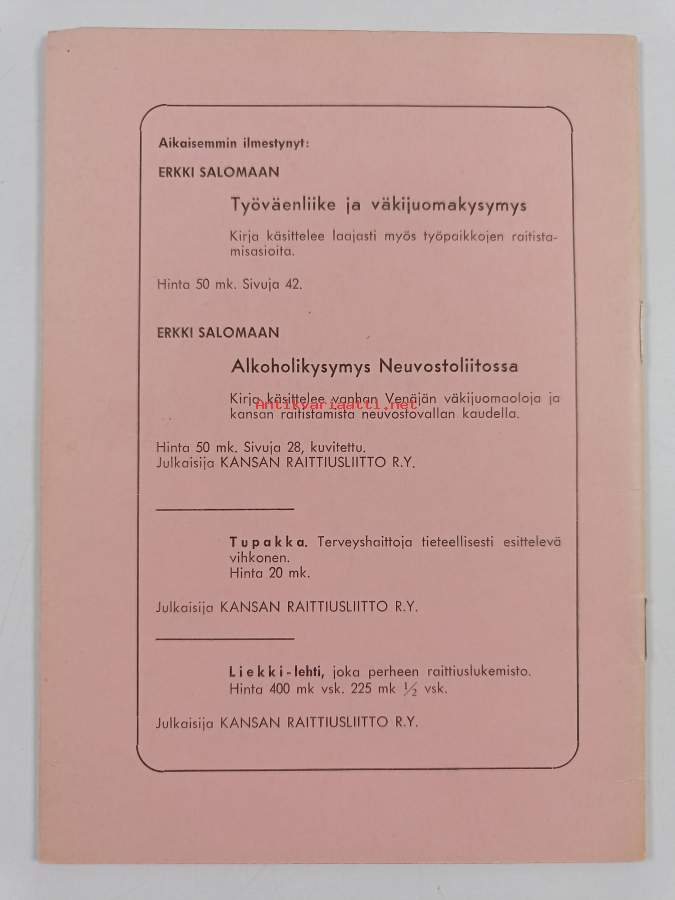 Aikaisemmin ilmestynyt:
ERKKI SALOMAAN
Työväenliike ja väkijuomakysymys
Kirja käsittelee laajasti myös työpaikkojen raitista-
misasioita.
Hinta 50 mk. Sivuja 42.
ERKKI SALOMAAN
Alkoholikysymys Neuvostoliitossa
Kirja käsittelee vanhan Venäjän väkijuomaoloja ja
Antikvariaatti.net
kansan raitistamista neuvostovallan kaudella.
Hinta 50 mk. Sivuja 28, kuvitettu.
Julkaisija KANSAN RAITTIUSLIITTO R.Y.
Tupakka. Terveyshaittoja tieteellisesti esittelevä
vihkonen.
Hinta 20 mk.
Julkaisija KANSAN RAITTIUSLIITTO R.Y.
Liekki-lehti, joka perheen raittiuslukemisto.
Hinta 400 mk vsk. 225 mk ½ vsk.
Julkaisija KANSAN RAITTIUSLIITTO R.Y.